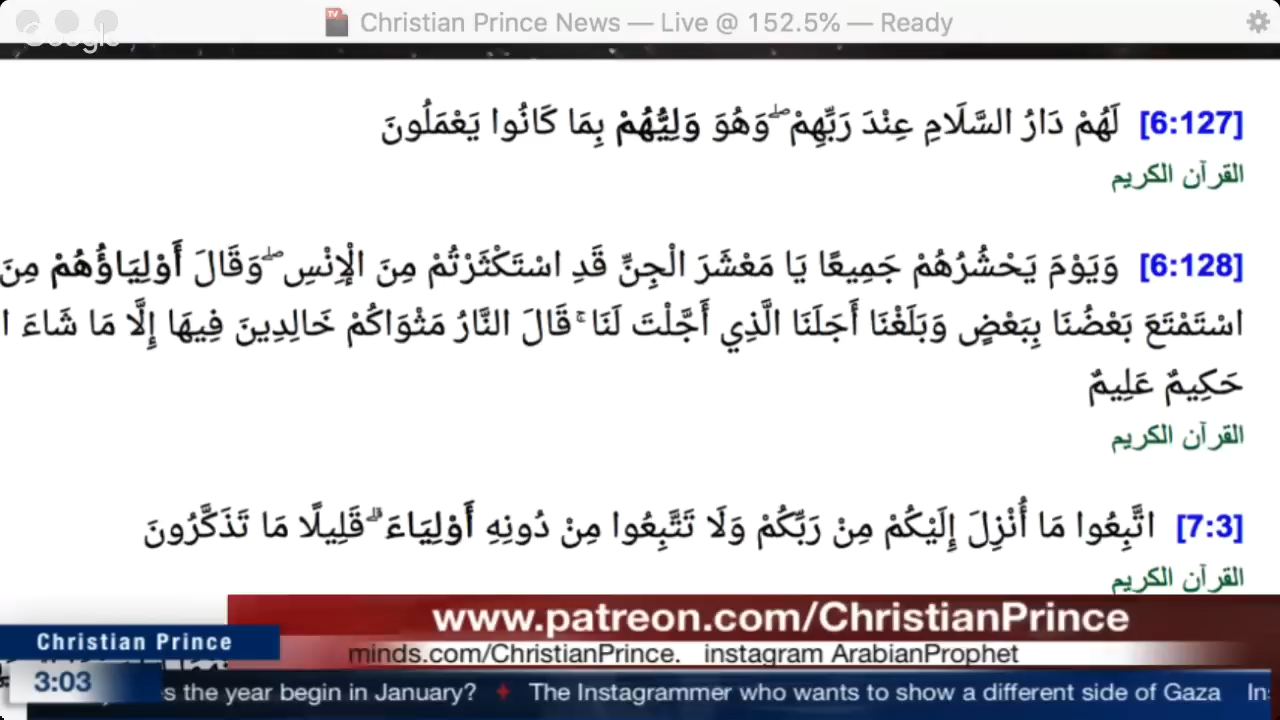 Christian Prince News — Live @ 152.5% — Ready
Google
[6:127] لَهُمْ دَارُ السَّلَامِ عِنْدَ رَبِّهِمْ ۖ وَهُوَ وَلِيُّهُمْ بِمَا كَانُوا يَعْمَلُونَ
القرآن الكريم
[6:128] وَيَوْمَ يَحْشُرُهُمْ جَمِيعًا يَا مَعْشَرَ الْجِنِّ قَدِ اسْتَكْثَرْتُمْ مِنَ الْإِنْسِ ۖ وَقَالَ أَوْلِيَاؤُهُمْ مِنَ
اسْتَمْتَعَ بَعْضُنَا بِبَعْضٍ وَبَلَغْنَا أَجَلَنَا الَّذِي أَجَّلْتَ لَنَا ۚ قَالَ النَّارُ مَثْوَاكُمْ خَالِدِينَ فِيهَا إِلَّا مَا شَاءَ
حَكِيمٌ عَلِيمٌ
القرآن الكريم
[7:3] اتَّبِعُوا مَا أُنْزِلَ إِلَيْكُمْ مِنْ رَبِّكُمْ وَلَا تَتَّبِعُوا مِنْ دُونِهِ أَوْلِيَاءَ ۗ قَلِيلًا مَا تَذَكَّرُونَ
القرآن الكريم
www.patreon.com/ChristianPrince
Christian Prince
minds.com/ChristianPrince. instagram ArabianProphet
3:03
s the year begin in January? ✦ The Instagrammer who wants to show a different side of Gaza In